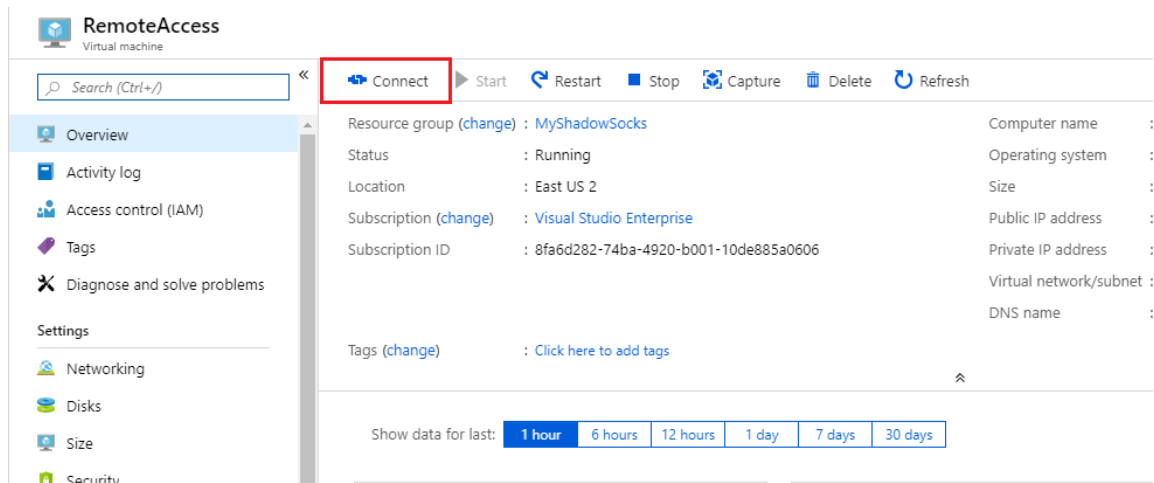 RemoteAccess
Virtual machine
Search (Ctrl+/)
«
Overview
Activity log
Access control (IAM)
Tags
Diagnose and solve problems
Settings
Networking
Disks
Size
Security
Connect Start Restart Stop Capture Delete Refresh
Resource group (change) : MyShadowSocks
Status : Running
Location : East US 2
Subscription (change) : Visual Studio Enterprise
Subscription ID : 8fa6d282-74ba-4920-b001-10de885a0606
Computer name :
Operating system :
Size :
Public IP address :
Private IP address :
Virtual network/subnet :
DNS name :
Tags (change) : Click here to add tags
Show data for last: 1 hour 6 hours 12 hours 1 day 7 days 30 days